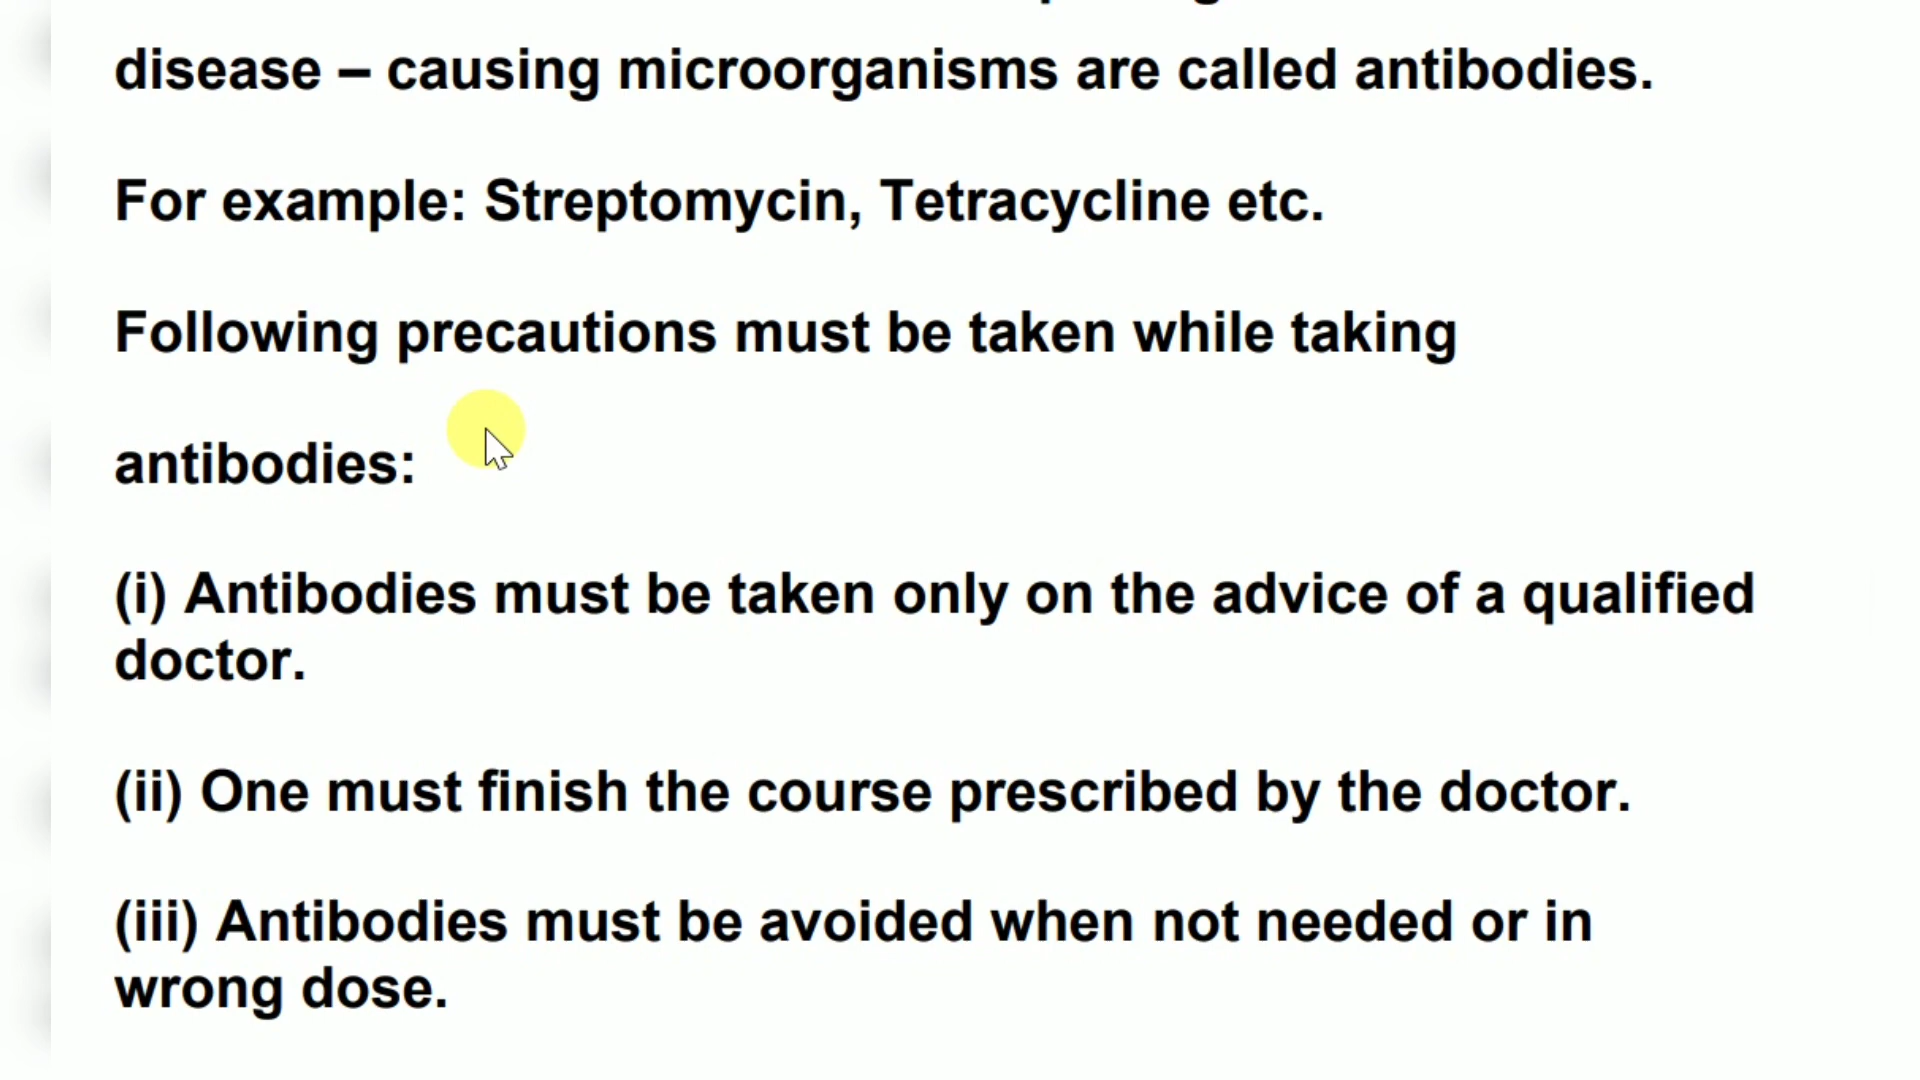 disease – causing microorganisms are called antibodies.
For example: Streptomycin, Tetracycline etc.
Following precautions must be taken while taking
antibodies:
(i) Antibodies must be taken only on the advice of a qualified
doctor.
(ii) One must finish the course prescribed by the doctor.
(iii) Antibodies must be avoided when not needed or in
wrong dose.